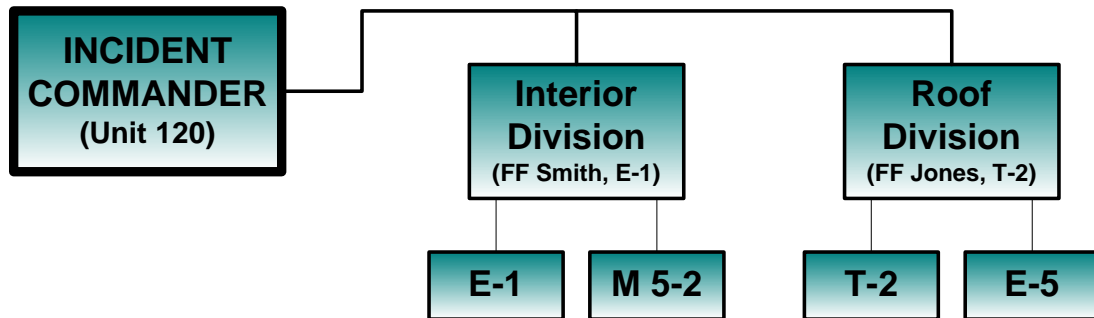 INCIDENT
COMMANDER
(Unit 120)
Interior
Division
(FF Smith, E-1)
Roof
Division
(FF Jones, T-2)
E-1
M 5-2
T-2
E-5